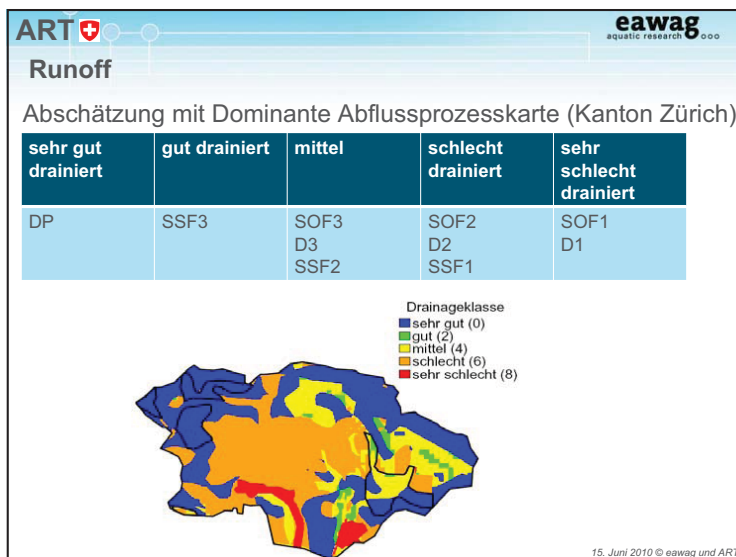 ART
eawag
aquatic research
Runoff
Abschätzung mit Dominante Abflussprozesskarte (Kanton Zürich)
sehr gut drainiert
gut drainiert
mittel
schlecht drainiert
sehr schlecht drainiert
DP
SSF3
SOF3
D3
SSF2
SOF2
D2
SSF1
SOF1
D1
Drainageklasse
sehr gut (0)
gut (2)
mittel (4)
schlecht (6)
sehr schlecht (8)
15. Juni 2010 © eawag und ART